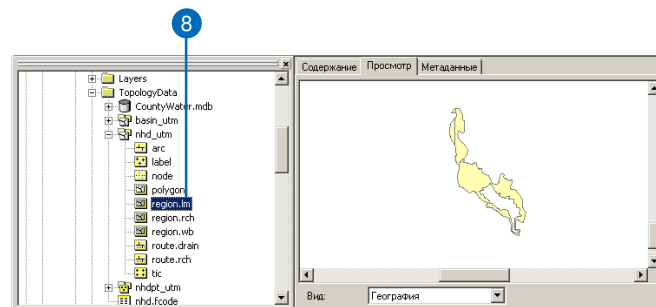 8
Layers
TopologyData
CountyWater.mdb
basin_utm
nhd_utm
arc
label
node
polygon
region.lm
region.rch
region.wb
route.drain
route.rch
tic
nhdpt_utm
nhd.fcode
Содержание Просмотр Метаданные
Вид: География